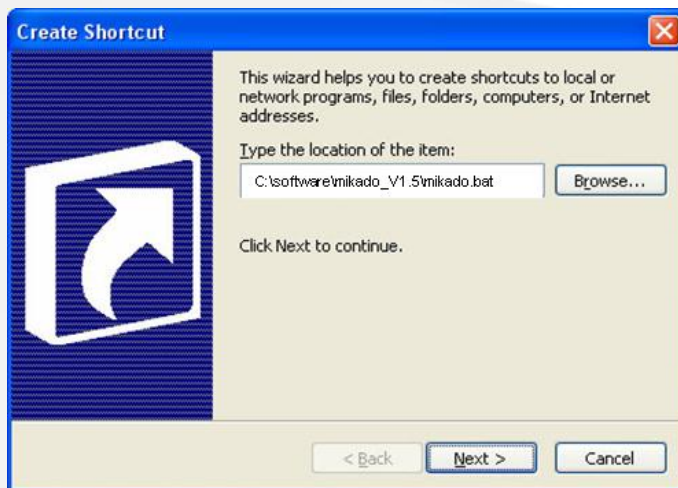 Create Shortcut
This wizard helps you to create shortcuts to local or
network programs, files, folders, computers, or Internet
addresses.
Type the location of the item:
C:\software\mikado_V1.5\mikado.bat
Browse...
Click Next to continue.
< Back
Next >
Cancel